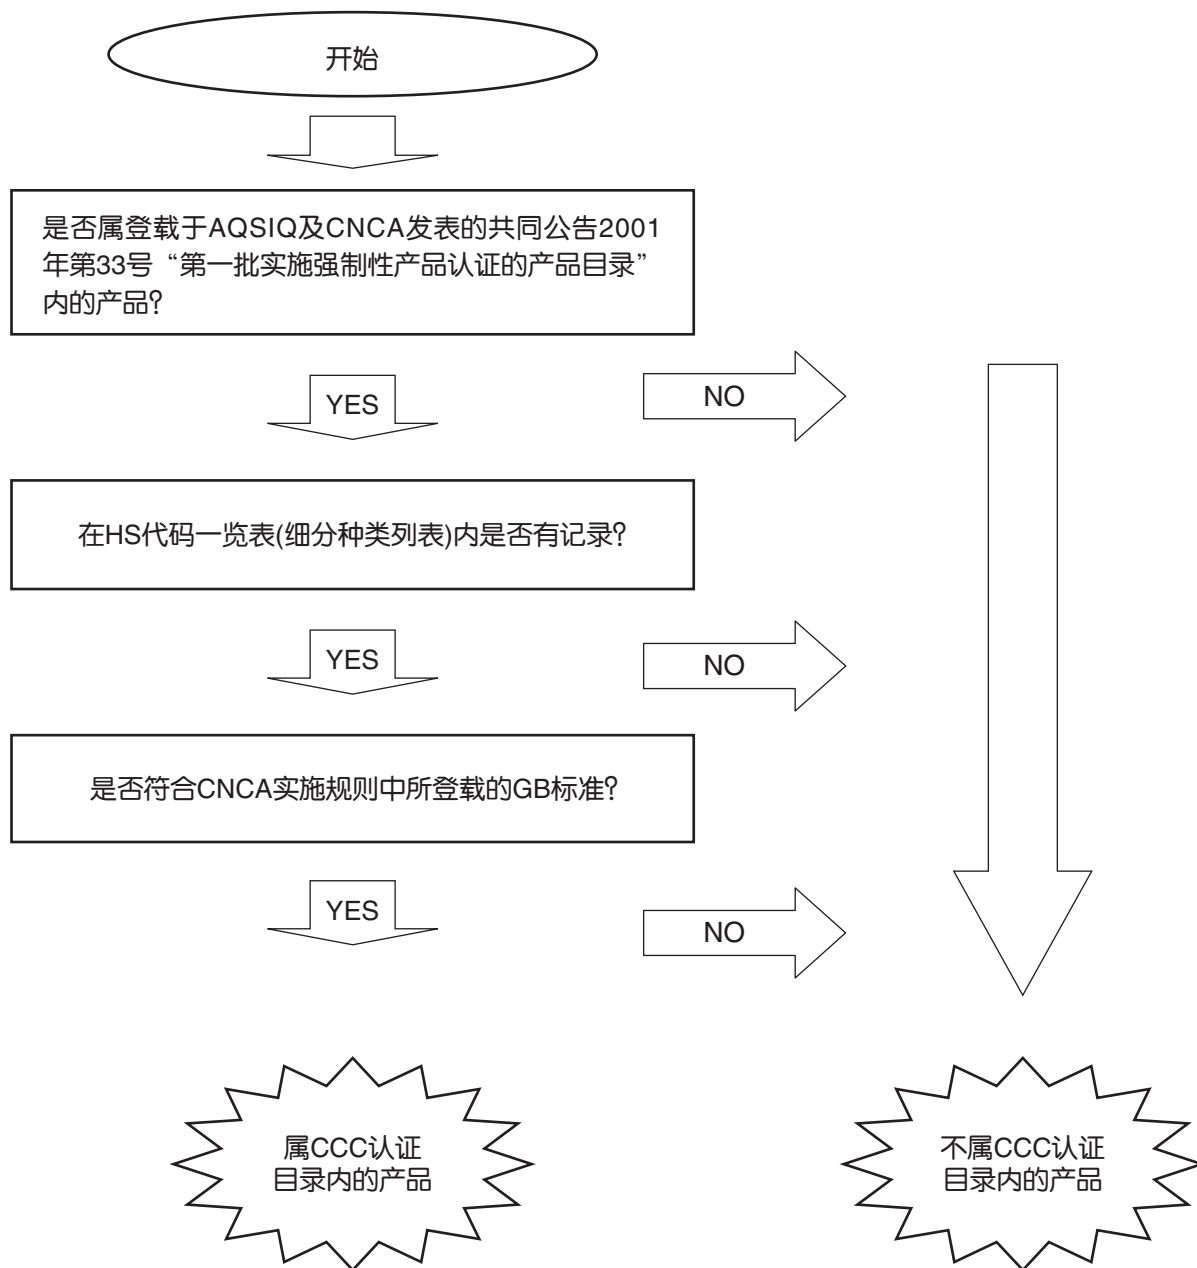 开始
是否属登载于AQSIQ及CNCA发表的共同公告2001
年第33号“第一批实施强制性产品认证的产品目录”
内的产品?
YES
NO
在HS代码一览表(细分种类列表)内是否有记录?
YES
NO
是否符合CNCA实施规则中所登载的GB标准?
YES
NO
属CCC认证
目录内的产品
不属CCC认证
目录内的产品